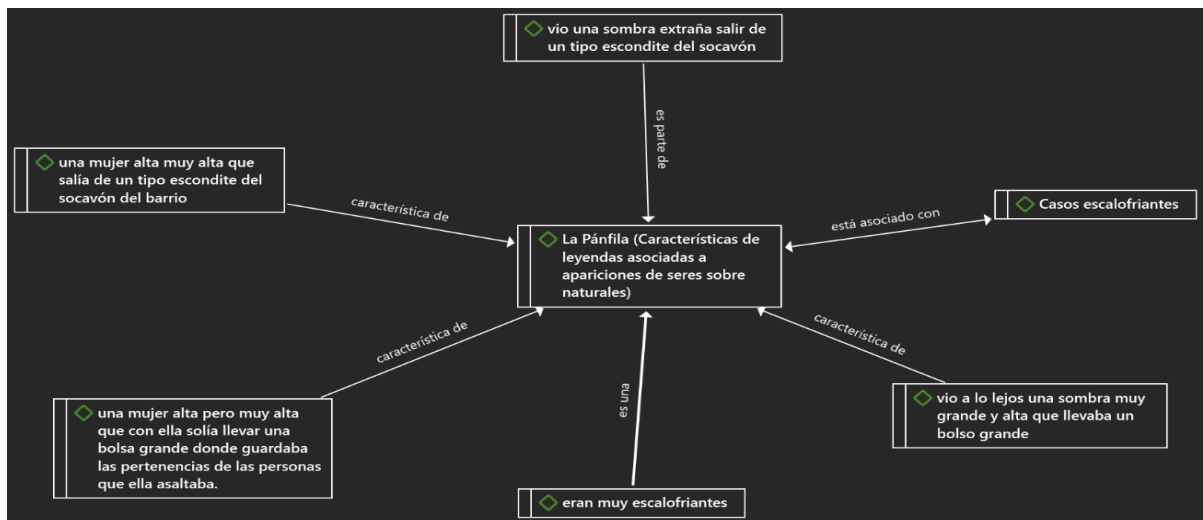 vio una sombra extraña salir de
un tipo escondite del socavón
es parte de
una mujer alta muy alta que
salía de un tipo escondite del
socavón del barrio
característica de
Casos escalofriantes
está asociado con
La Pánfila (Características de
leyendas asociadas a
apariciones de seres sobre
naturales)
característica de
característica de
una mujer alta pero muy alta
que con ella solía llevar una
bolsa grande donde guardaba
las pertenencias de las personas
que ella asaltaba.
es una
vio a lo lejos una sombra muy
grande y alta que llevaba un
bolso grande
eran muy escalofriantes